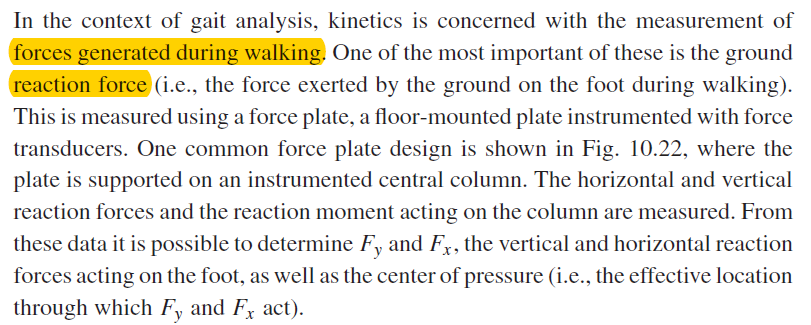 In the context of gait analysis, kinetics is concerned with the measurement of
forces generated during walking. One of the most important of these is the ground
reaction force (i.e., the force exerted by the ground on the foot during walking).
This is measured using a force plate, a floor-mounted plate instrumented with force
transducers. One common force plate design is shown in Fig. 10.22, where the
plate is supported on an instrumented central column. The horizontal and vertical
reaction forces and the reaction moment acting on the column are measured. From
these data it is possible to determine Fy and Fx, the vertical and horizontal reaction
forces acting on the foot, as well as the center of pressure (i.e., the effective location
through which Fy and Fx act).